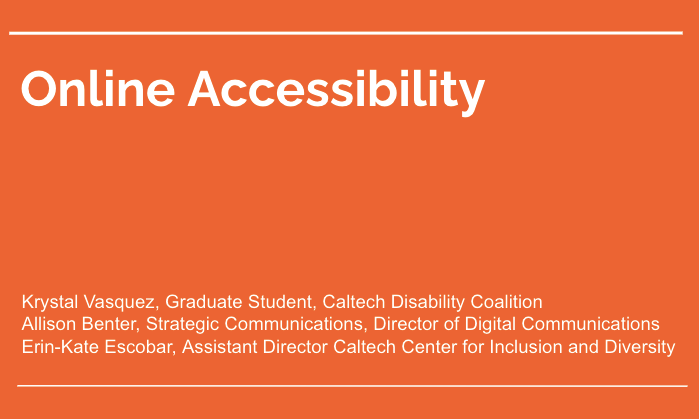 Online Accessibility
Krystal Vasquez, Graduate Student, Caltech Disability Coalition
Allison Benter, Strategic Communications, Director of Digital Communications
Erin-Kate Escobar, Assistant Director Caltech Center for Inclusion and Diversity